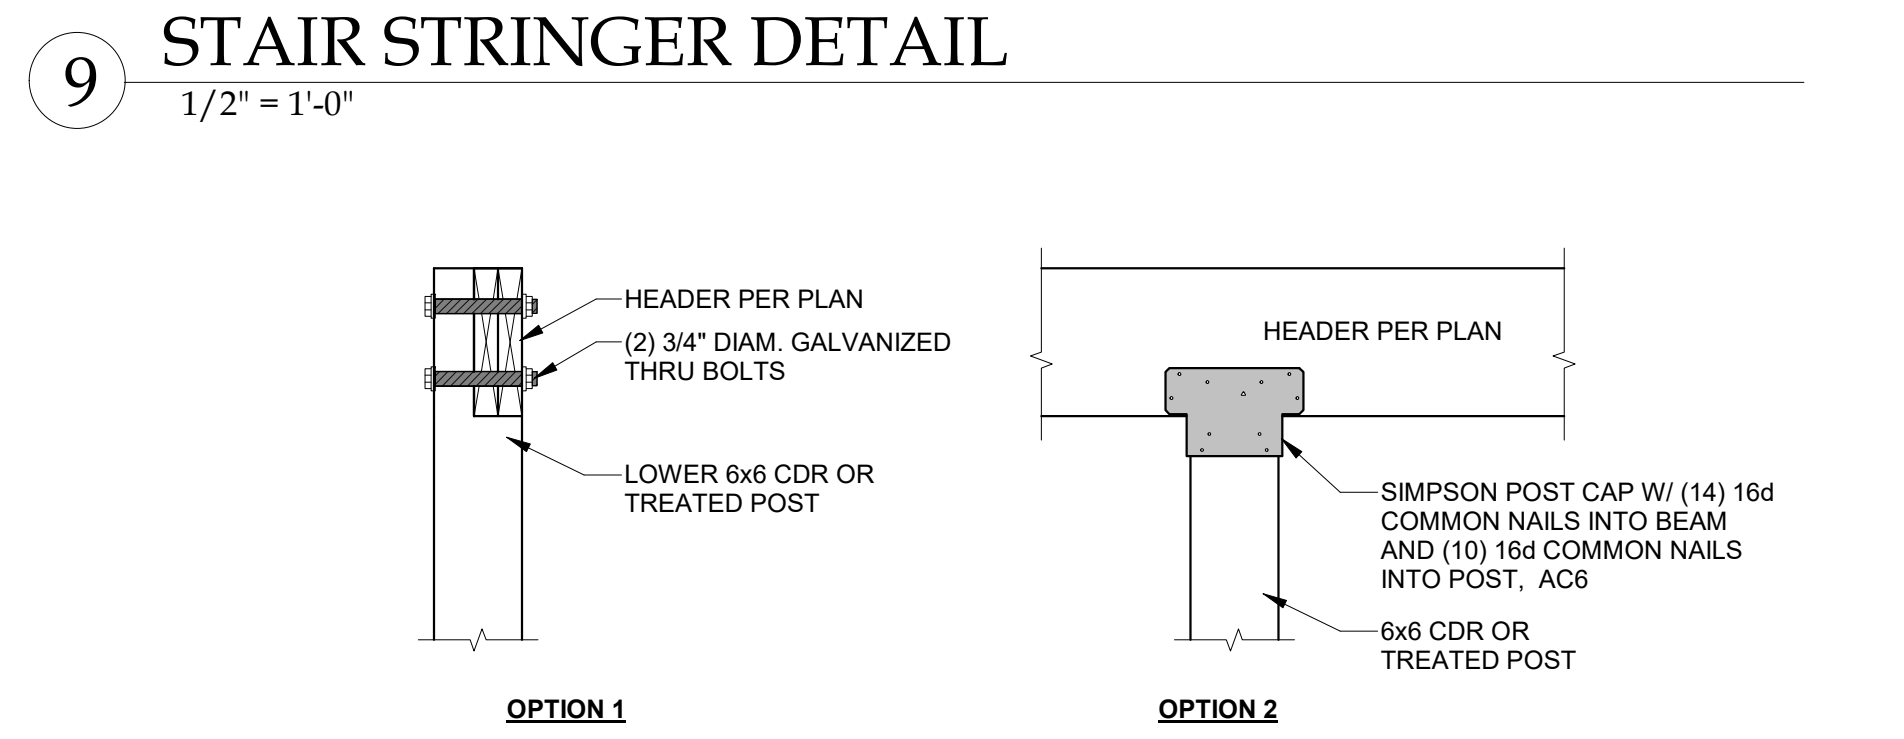 9
STAIR STRINGER DETAIL
1/2" = 1'-0"
HEADER PER PLAN
(2) 3/4" DIAM. GALVANIZED
THRU BOLTS
LOWER 6x6 CDR OR
TREATED POST
OPTION 1
HEADER PER PLAN
SIMPSON POST CAP W/ (14) 16d
COMMON NAILS INTO BEAM
AND (10) 16d COMMON NAILS
INTO POST, AC6
6x6 CDR OR
TREATED POST
OPTION 2